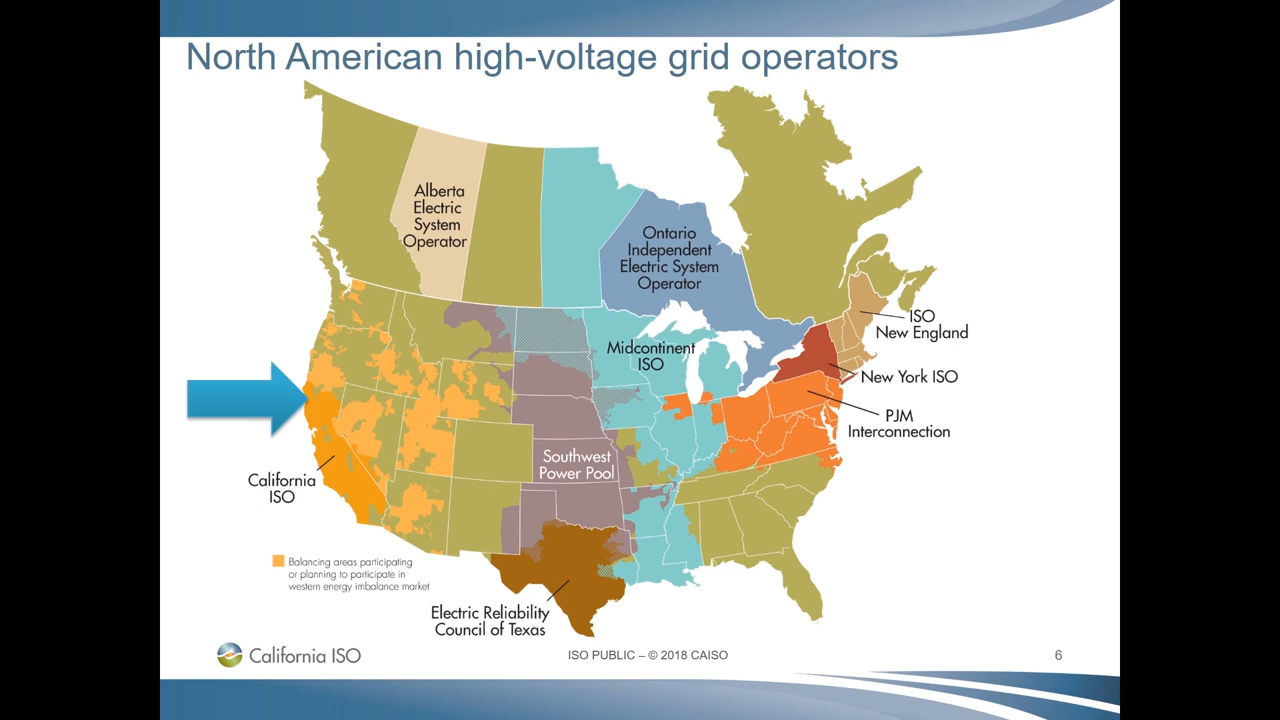 North American high-voltage grid operators
Alberta
Electric
System
Operator
Ontario
Independent
Electric System
Operator
ISO
New England
Midcontinent
ISO
New York ISO
PJM
Interconnection
Southwest
Power Pool
California
ISO
Balancing areas participating
or planning to participate in
western energy imbalance market
Electric Reliability
Council of Texas
California ISO
ISO PUBLIC – © 2018 CAISO
6